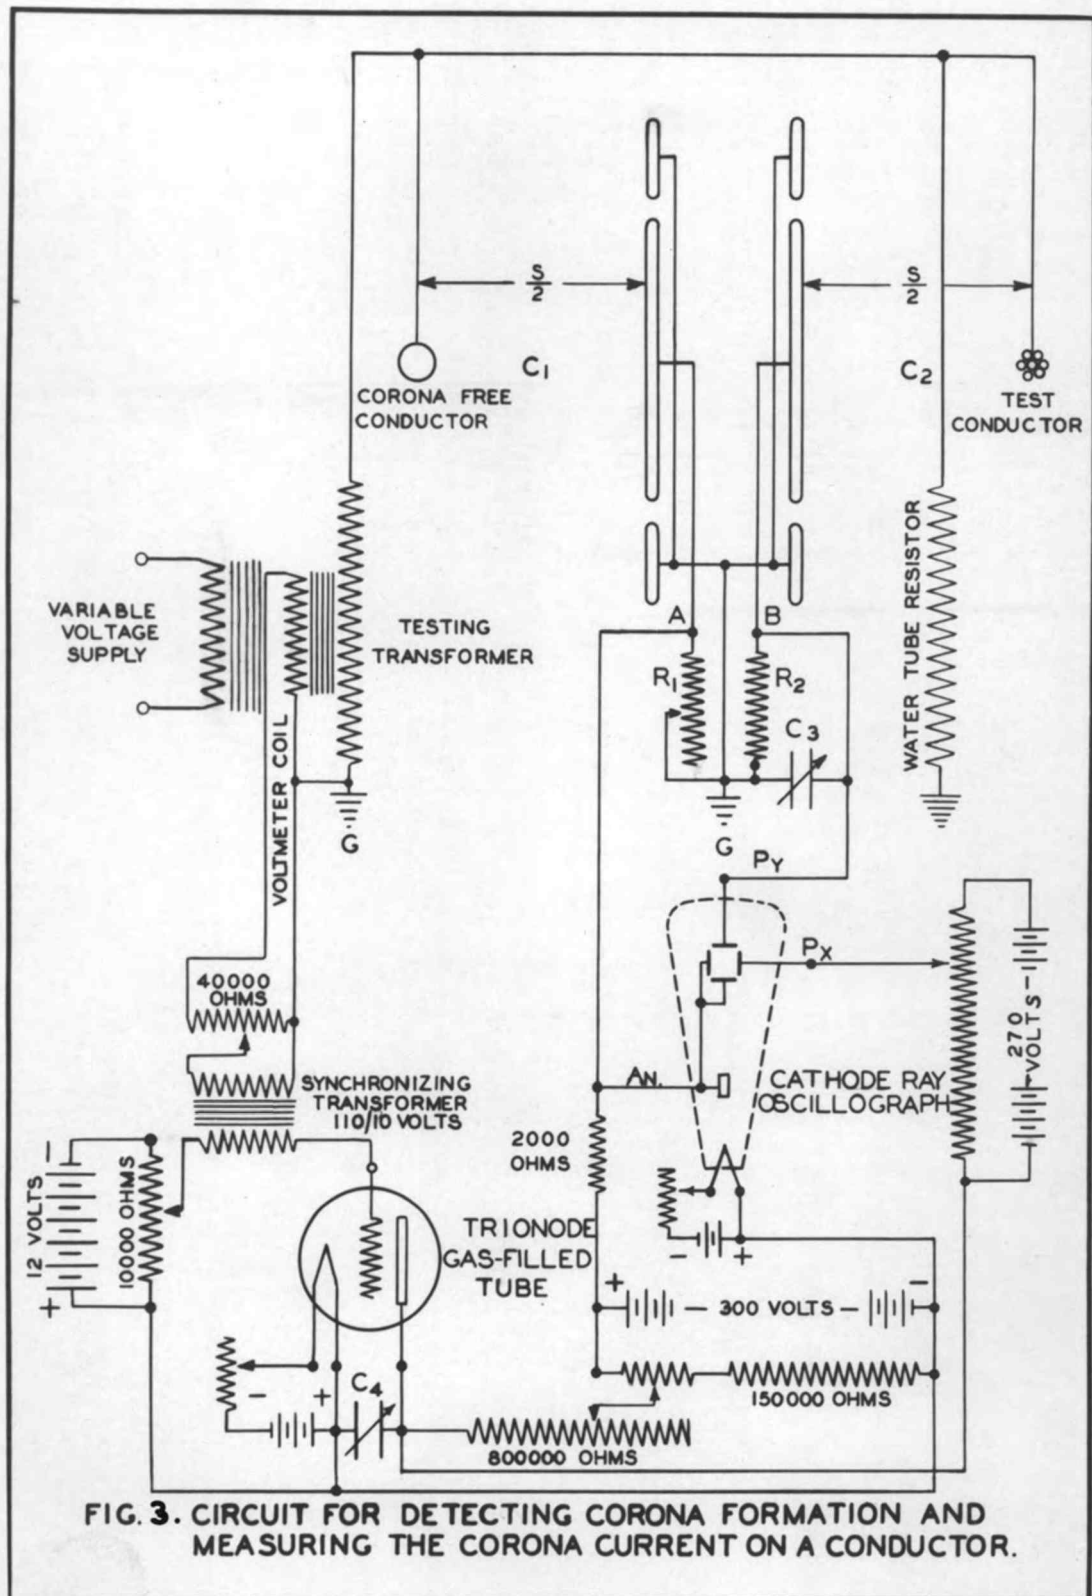 S
2
S
2
C1
C2
CORONA FREE
CONDUCTOR
TEST
CONDUCTOR
VARIABLE
VOLTAGE
SUPPLY
TESTING
TRANSFORMER
VOLTMETER COIL
G
A
B
R1
R2
C3
G
WATER TUBE RESISTOR
PY
PX
AN.
CATHODE RAY
OSCILLOGRAPH
270
-VOLTS-
40000
OHMS
SYNCHRONIZING
TRANSFORMER
110/10 VOLTS
2000
OHMS
-
12 VOLTS
+
10000 OHMS
TRIONODE
GAS-FILLED
TUBE
-
+
+
- 300 VOLTS -
-
-
+
C4
150000 OHMS
800000 OHMS
FIG. 3. CIRCUIT FOR DETECTING CORONA FORMATION AND
MEASURING THE CORONA CURRENT ON A CONDUCTOR.